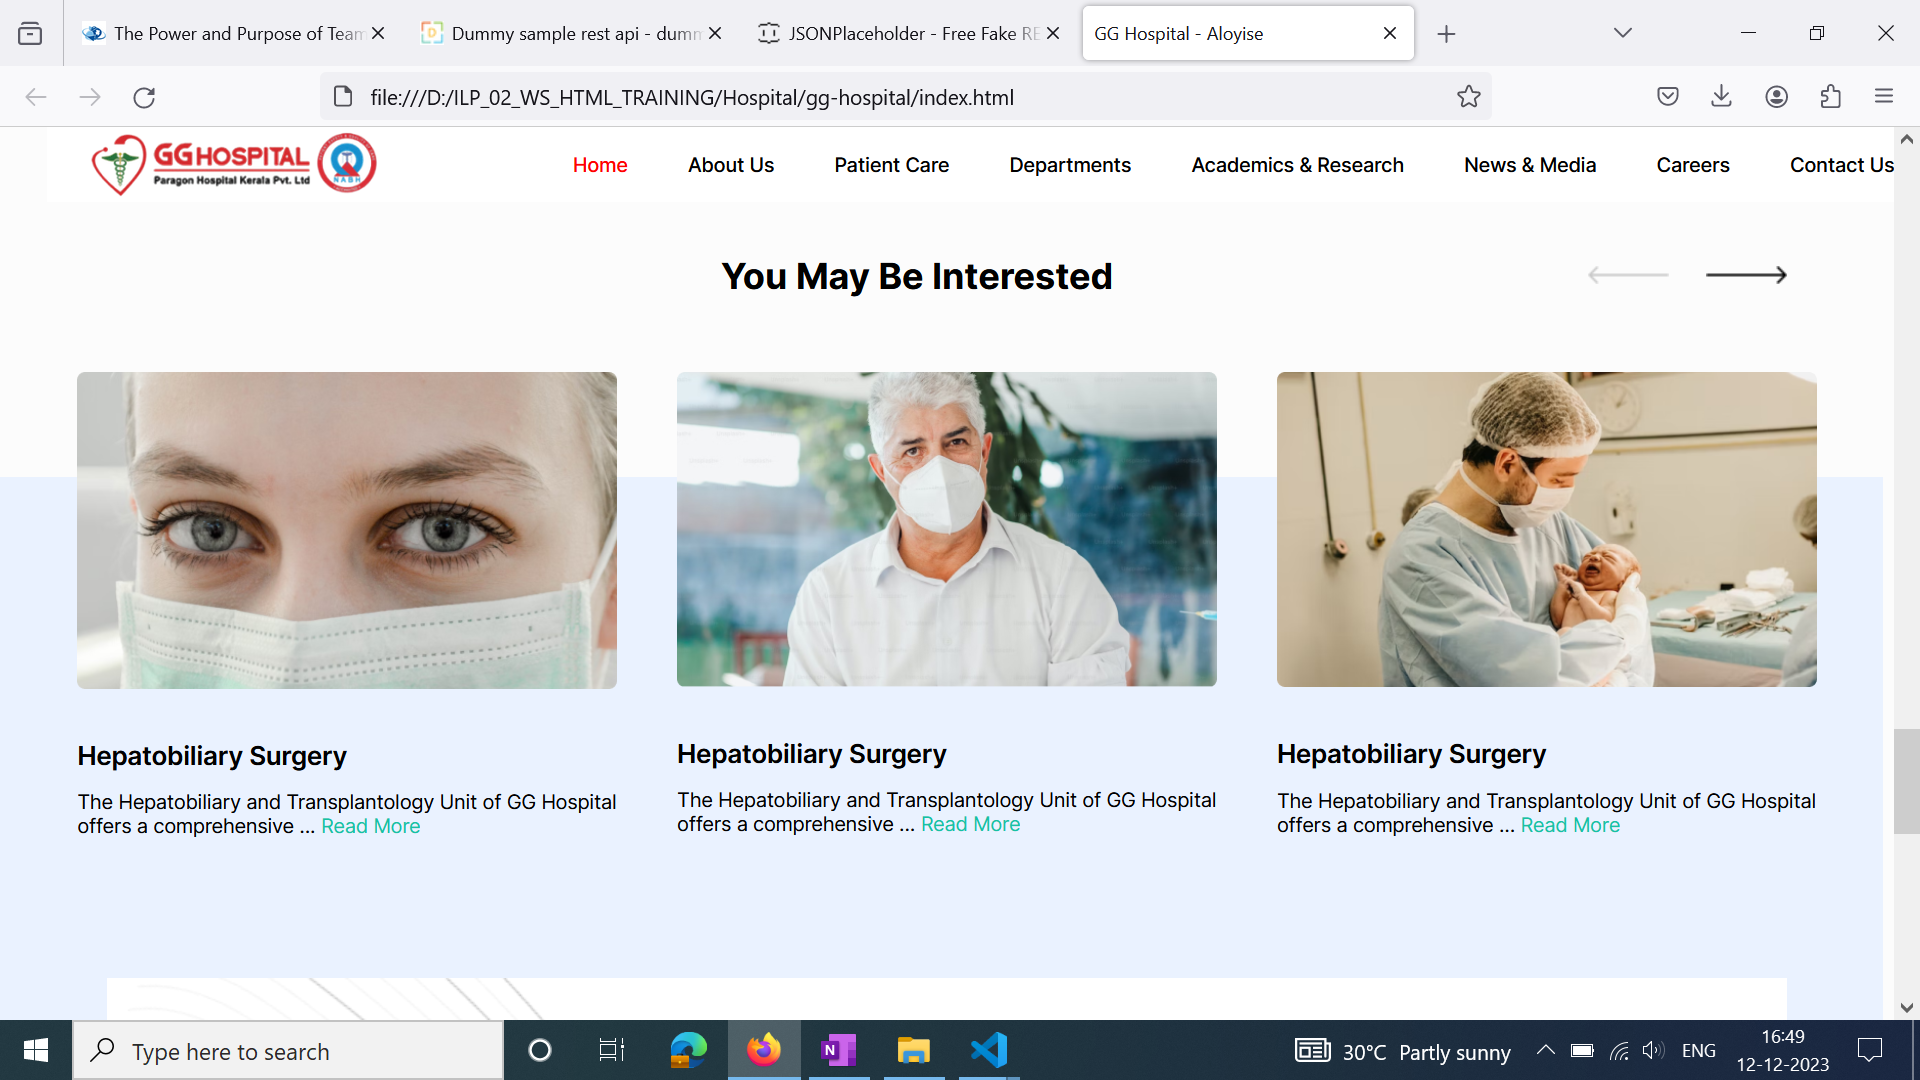 The Power and Purpose of Team
Dummy sample rest api - dumm
JSONPlaceholder - Free Fake RE
GG Hospital - Aloyise
file:///D:/ILP_02_WS_HTML_TRAINING/Hospital/gg-hospital/index.html
GG HOSPITAL
Paragon Hospital Kerala Pvt. Ltd
NABH
Home
About Us
Patient Care
Departments
Academics & Research
News & Media
Careers
Contact Us
You May Be Interested
Hepatobiliary Surgery
The Hepatobiliary and Transplantology Unit of GG Hospital
offers a comprehensive ... Read More
Hepatobiliary Surgery
The Hepatobiliary and Transplantology Unit of GG Hospital
offers a comprehensive ... Read More
Hepatobiliary Surgery
The Hepatobiliary and Transplantology Unit of GG Hospital
offers a comprehensive ... Read More
Type here to search
N
30°C Partly sunny
ENG
16:49
12-12-2023